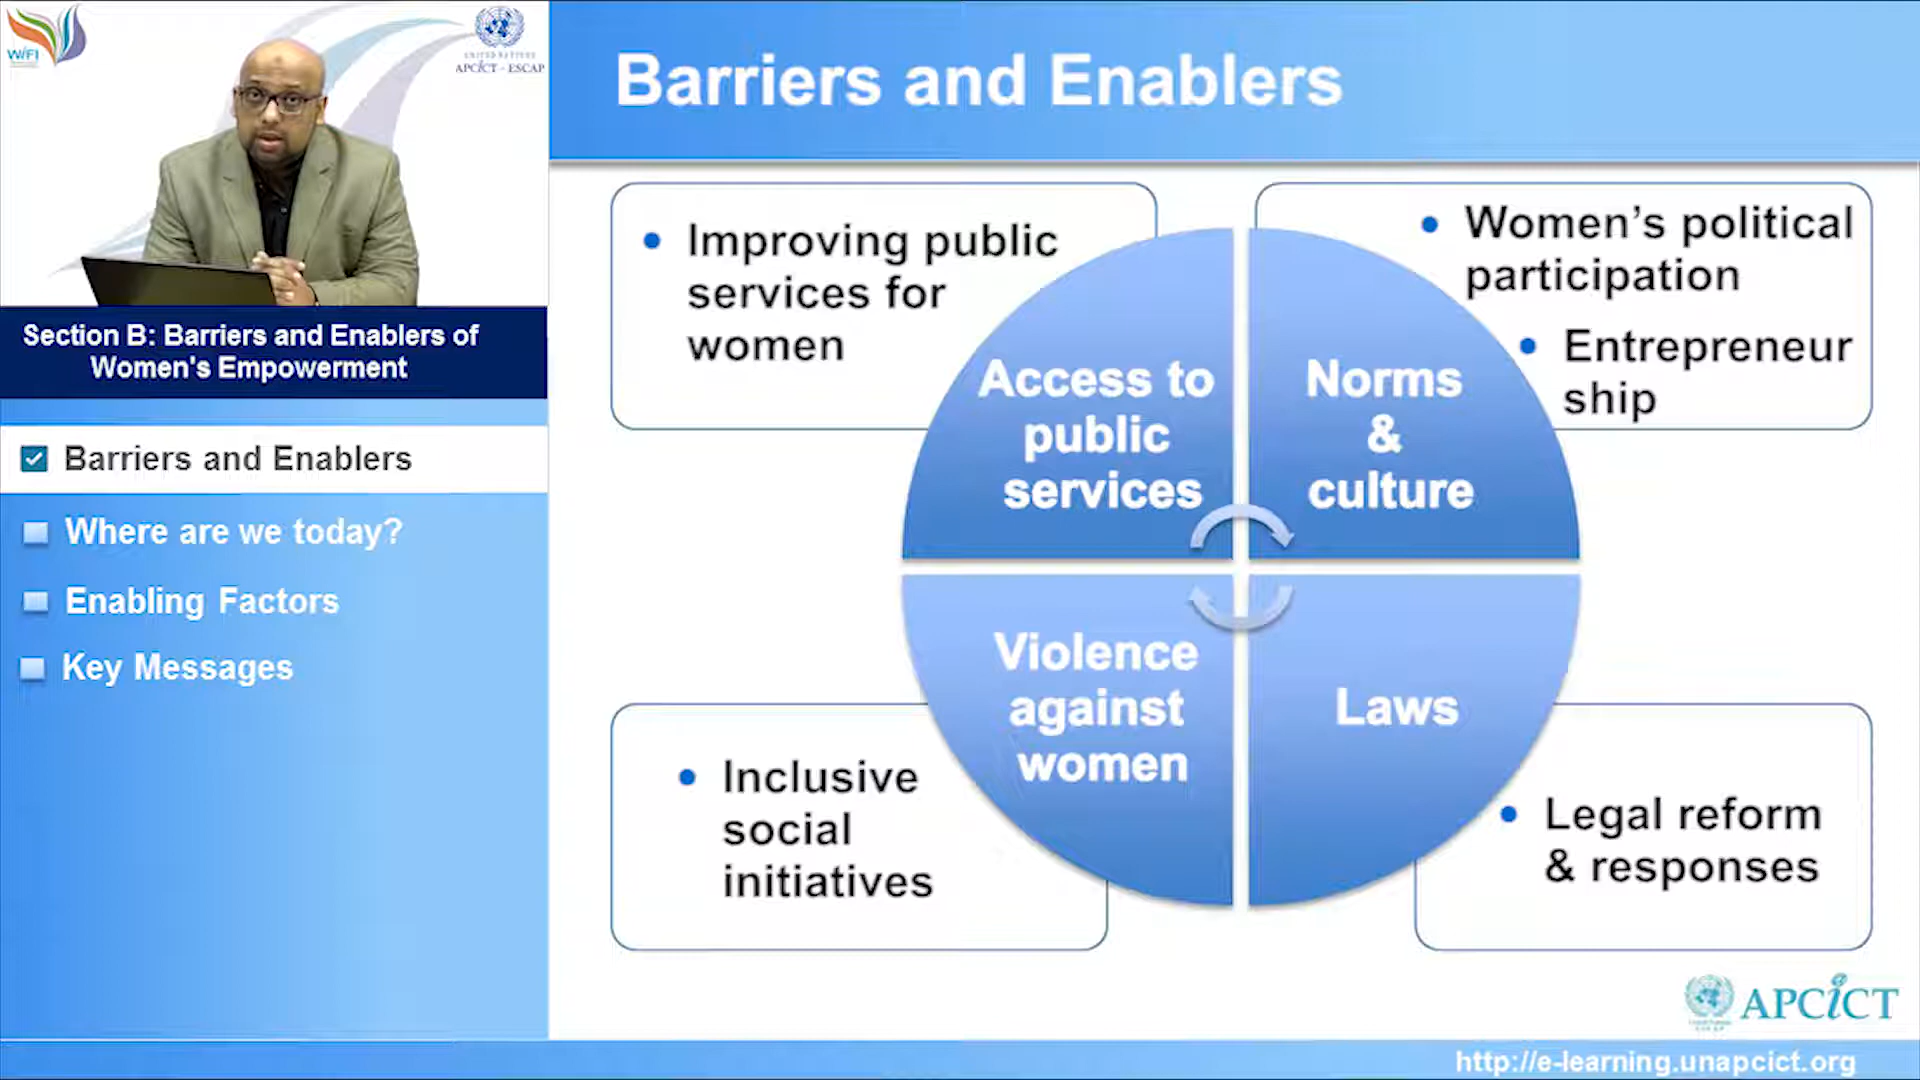 WiFi
UNITED NATIONS
APCICT - ESCAP
Barriers and Enablers
Section B: Barriers and Enablers of
Women's Empowerment
Barriers and Enablers
Where are we today?
Enabling Factors
Key Messages
• Improving public
services for
women
• Women’s political
participation
• Entrepreneur
ship
Access to
public
services
Norms
&
culture
Violence
against
women
Laws
• Inclusive
social
initiatives
• Legal reform
& responses
APCiCT
http://e-learning.unapcict.org